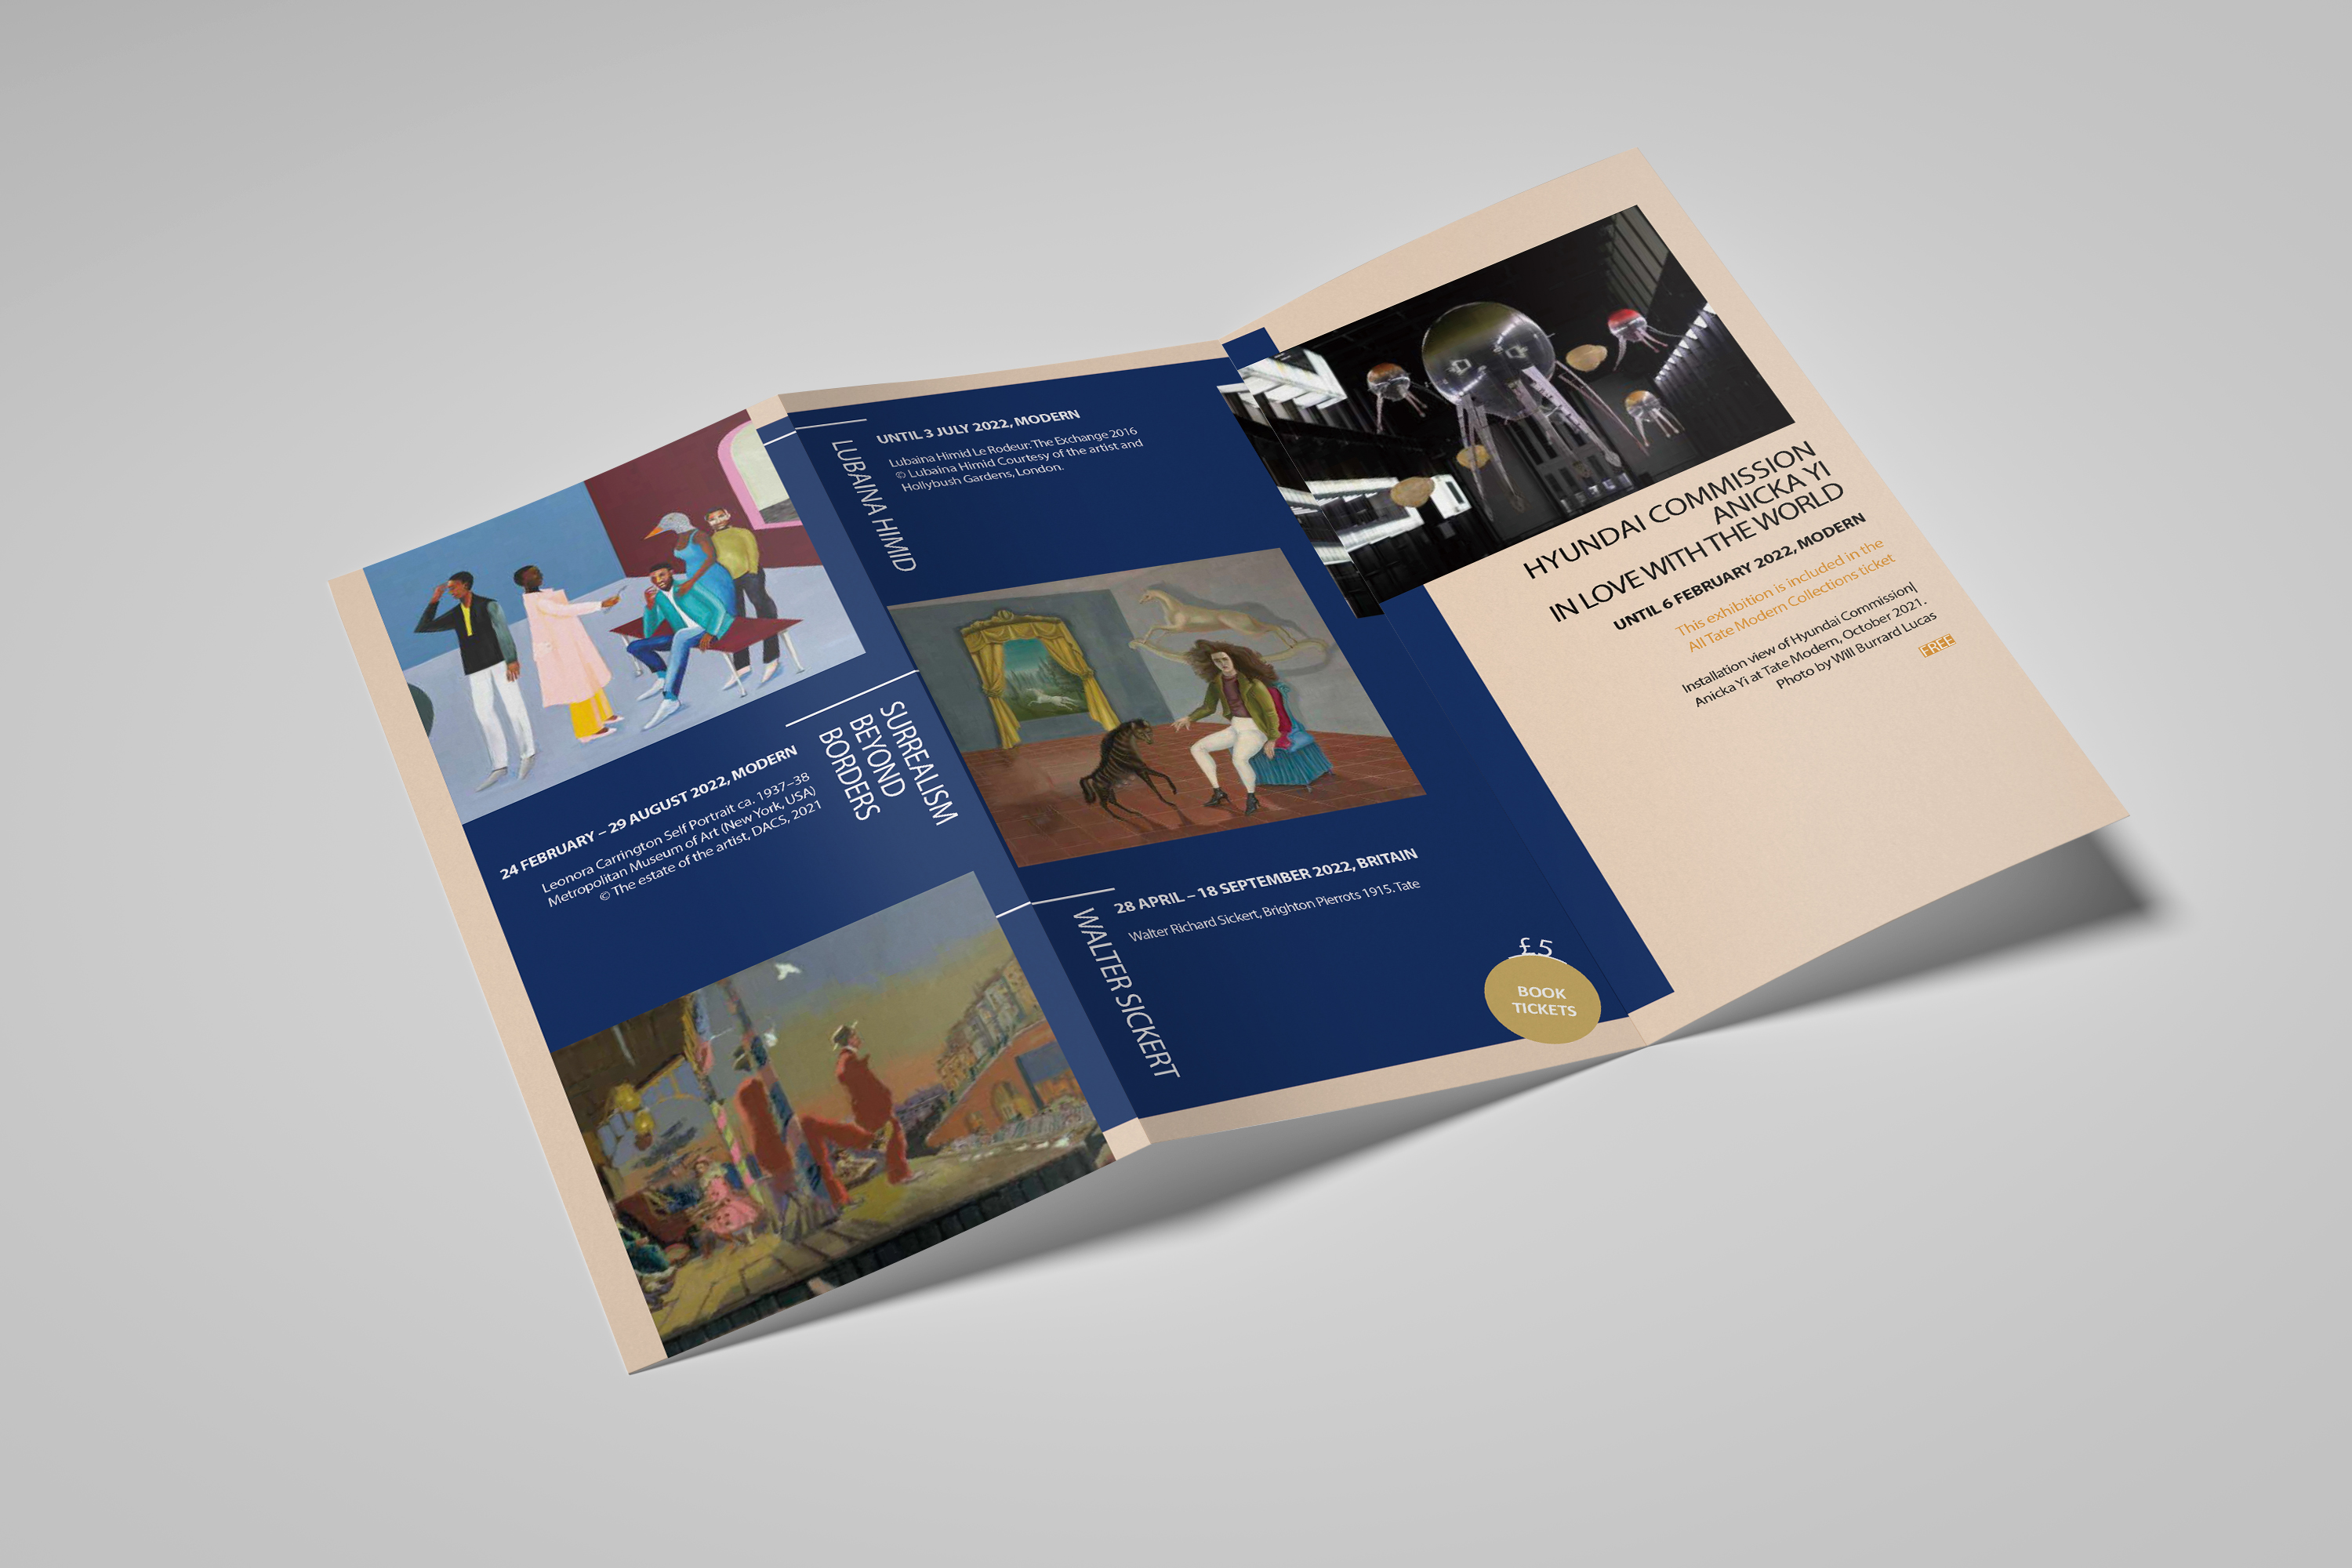 24 FEBRUARY – 29 AUGUST 2022, MODERN
Leonora Carrington Self Portrait ca. 1937–38
Metropolitan Museum of Art (New York, USA)
© The estate of the artist, DACS, 2021
SURREALISM
BEYOND
BORDERS
LUBAINA HIMID
UNTIL 3 JULY 2022, MODERN
Lubaina Himid Le Rodeur: The Exchange 2016
© Lubaina Himid Courtesy of the artist and
Hollybush Gardens, London.
WALTER SICKERT
28 APRIL – 18 SEPTEMBER 2022, BRITAIN
Walter Richard Sickert, Brighton Pierrots 1915. Tate
£5
BOOK
TICKETS
HYUNDAI COMMISSION
ANICKA YI
IN LOVE WITH THE WORLD
UNTIL 6 FEBRUARY 2022, MODERN
This exhibition is included in the
All Tate Modern Collections ticket
Installation view of Hyundai Commission|
Anicka Yi at Tate Modern, October 2021.
Photo by Will Burrard Lucas
FREE